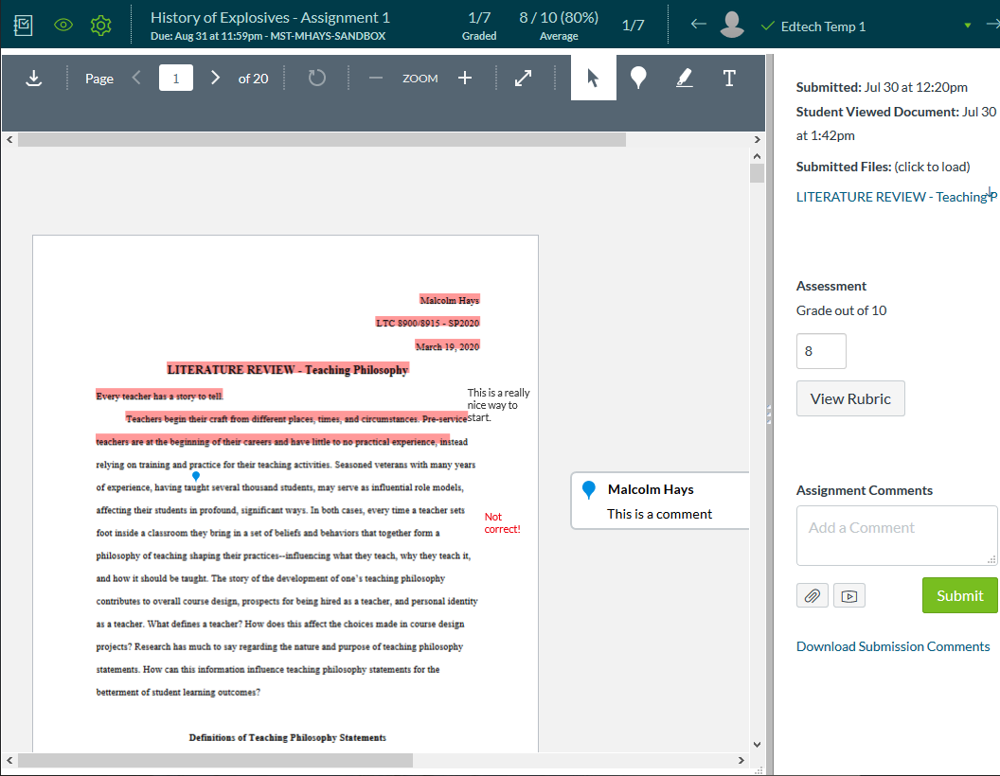 History of Explosives - Assignment 1
Due: Aug 31 at 11:59pm - MST-MHAYS-SANDBOX
1/7
Graded
8 / 10 (80%)
Average
1/7
Edtech Temp 1
Page
1
of 20
ZOOM
T
Submitted: Jul 30 at 12:20pm
Student Viewed Document: Jul 30
at 1:42pm
Submitted Files: (click to load)
LITERATURE REVIEW - Teaching P
Assessment
Grade out of 10
8
View Rubric
Assignment Comments
Add a Comment
Submit
Download Submission Comments
Malcolm Hays
LTC 8900/8915 - SP2020
March 19, 2020
LITERATURE REVIEW - Teaching Philosophy
Every teacher has a story to tell.
Teachers begin their craft from different places, times, and circumstances. Pre-service
teachers are at the beginning of their careers and have little to no practical experience, instead
relying on training and practice for their teaching activities. Seasoned veterans with many years
of experience, having taught several thousand students, may serve as influential role models,
affecting their students in profound, significant ways. In both cases, every time a teacher sets
foot inside a classroom they bring in a set of beliefs and behaviors that together form a
philosophy of teaching shaping their practices--influencing what they teach, why they teach it,
and how it should be taught. The story of the development of one's teaching philosophy
contributes to overall course design, prospects for being hired as a teacher, and personal identity
as a teacher. What defines a teacher? How does this affect the choices made in course design
projects? Research has much to say regarding the nature and purpose of teaching philosophy
statements. How can this information influence teaching philosophy statements for the
betterment of student learning outcomes?
Definitions of Teaching Philosophy Statements
This is a really
nice way to
start.
Not
correct!
Malcolm Hays
This is a comment